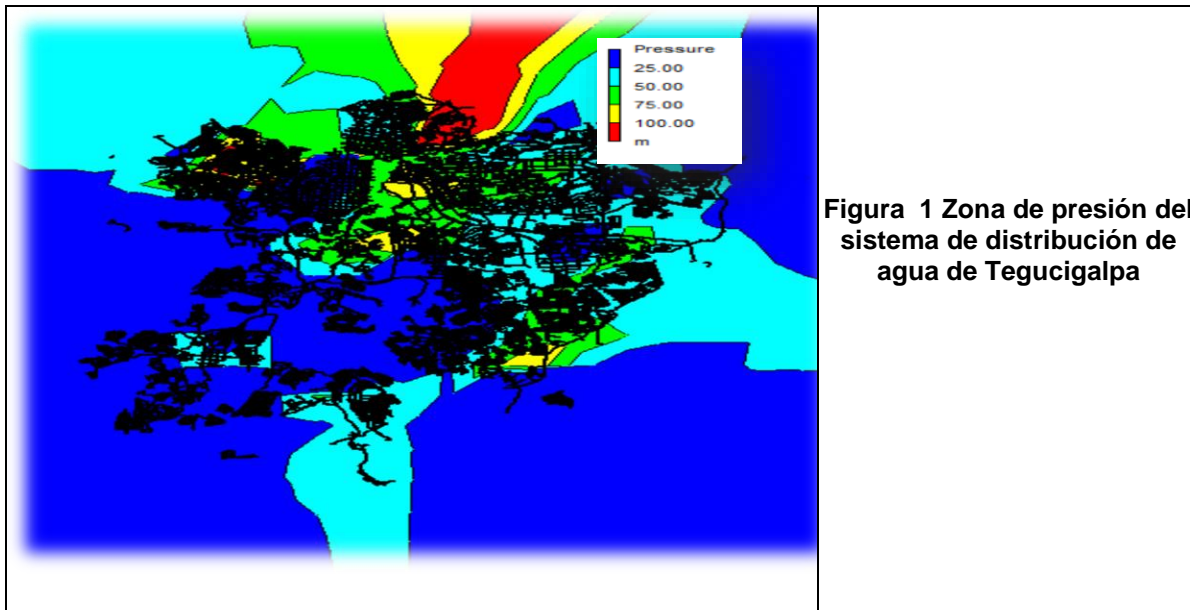 Pressure
25.00
50.00
75.00
100.00
m
Figura 1 Zona de presión del
sistema de distribución de
agua de Tegucigalpa